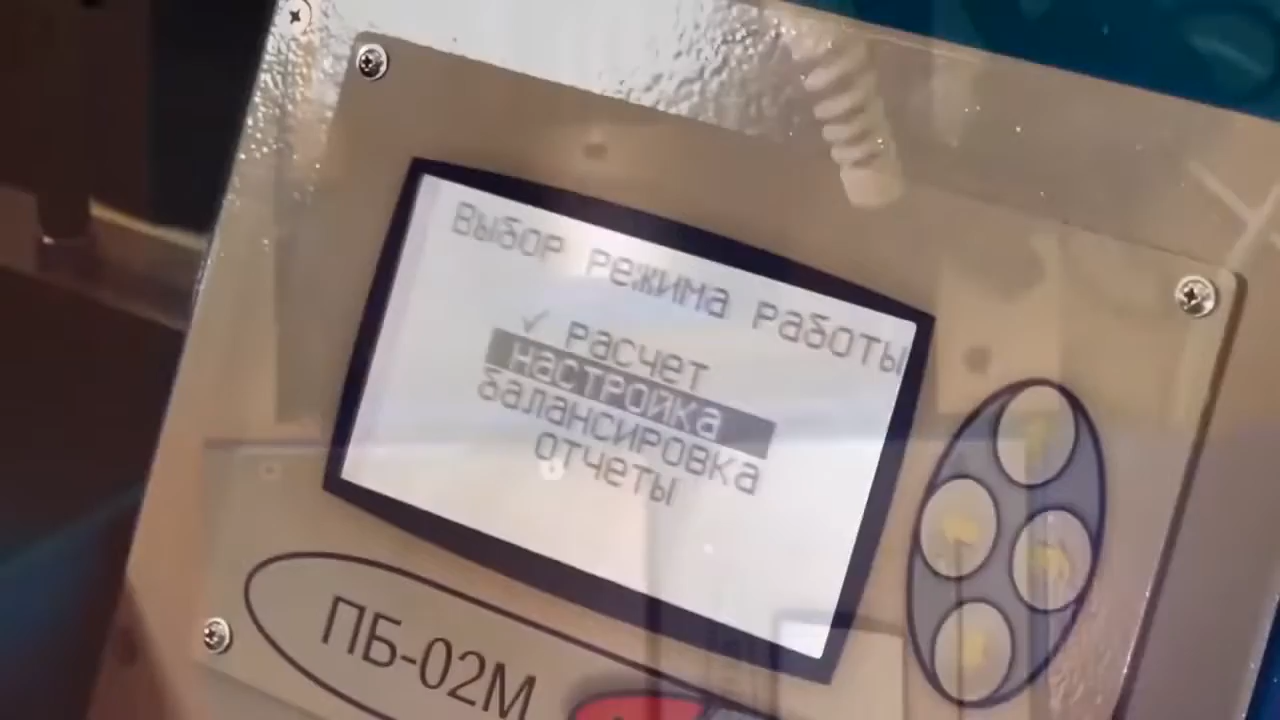 Выбор режима работы
✓ расчет
настройка
балансировка
отчеты
ПБ-02М